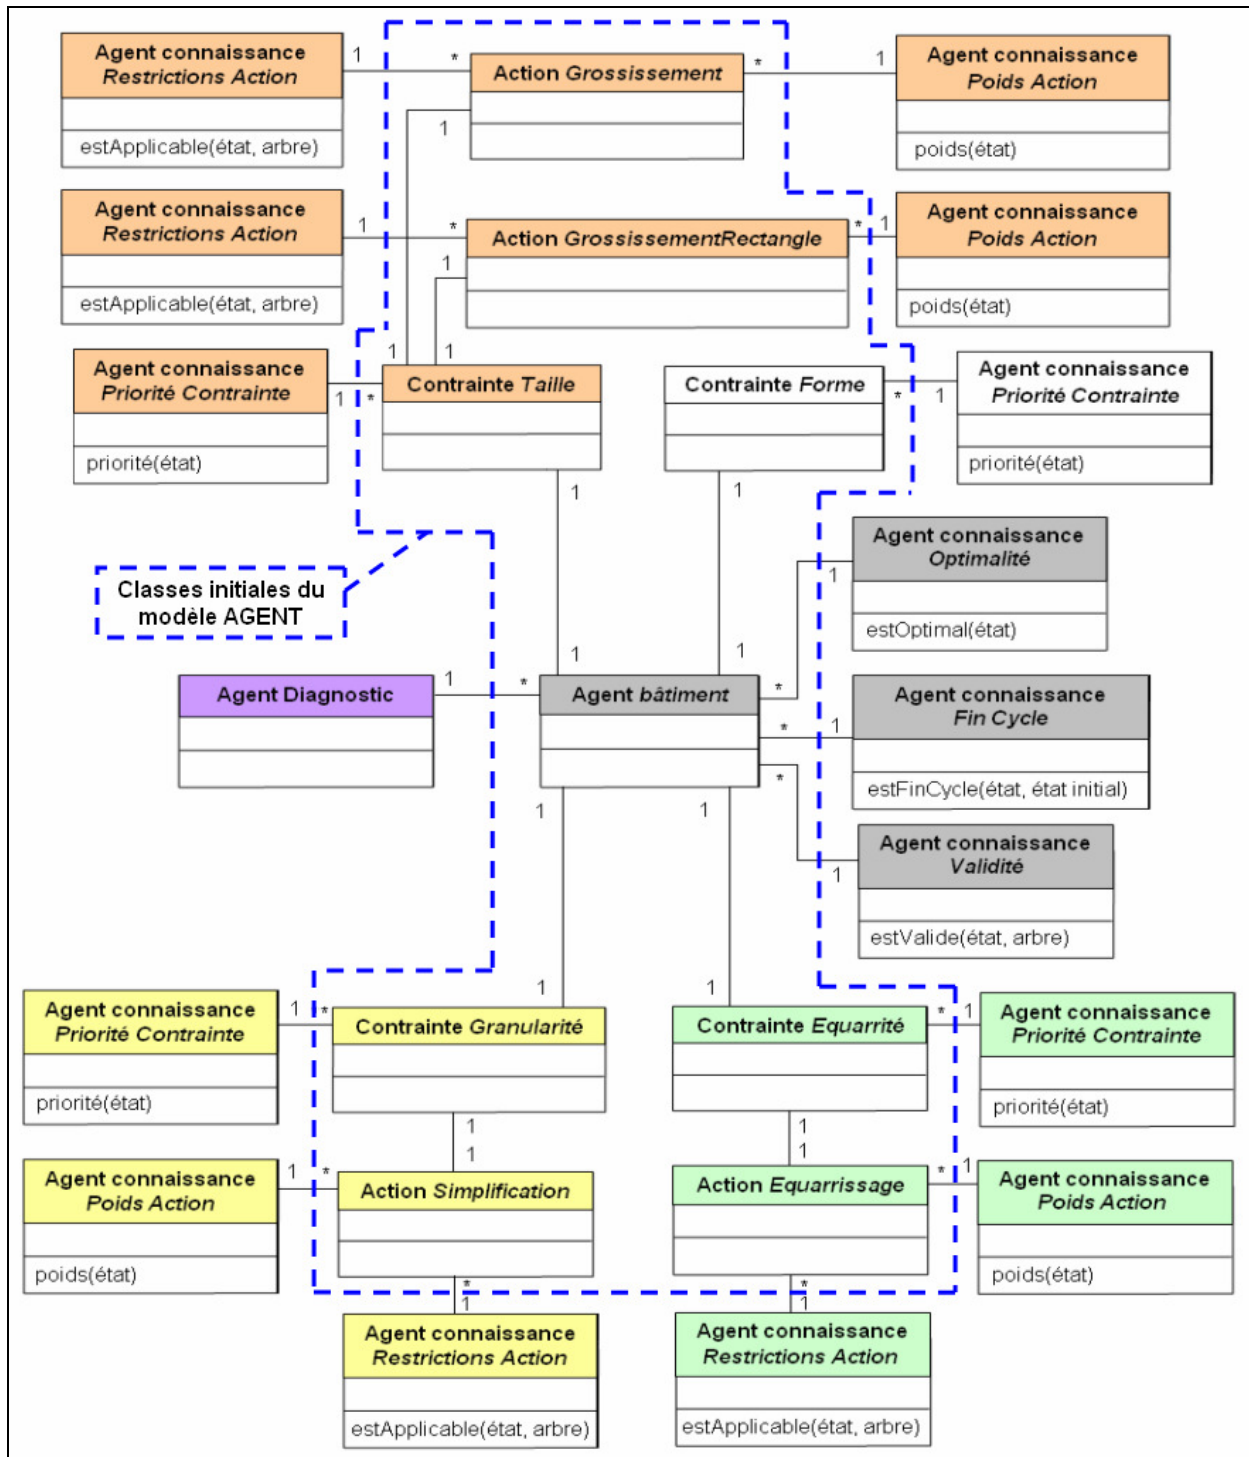 Agent connaissance
Restrictions Action
estApplicable(état, arbre)
1
*
Action Grossissement
1
*
1
Agent connaissance
Poids Action
poids(état)
Agent connaissance
Restrictions Action
estApplicable(état, arbre)
1
*
Action GrossissementRectangle
1
*
1
Agent connaissance
Poids Action
poids(état)
Agent connaissance
Priorité Contrainte
priorité(état)
1
*
1
1
Contrainte Taille
1
Contrainte Forme
1
*
1
Agent connaissance
Priorité Contrainte
priorité(état)
Classes initiales du
modèle AGENT
Agent connaissance
Optimalité
estOptimal(état)
1
*
Agent Diagnostic
1
*
1
1
Agent bâtiment
*
1
Agent connaissance
Fin Cycle
estFinCycle(état, état initial)
*
1
Agent connaissance
Validité
estValide(état, arbre)
1
1
1
1
Agent connaissance
Priorité Contrainte
priorité(état)
1
*
Contrainte Granularité
Contrainte Equarrité
*
1
Agent connaissance
Priorité Contrainte
priorité(état)
1
1
1
1
Agent connaissance
Poids Action
poids(état)
1
*
Action Simplification
Action Equarrissage
*
1
Agent connaissance
Poids Action
poids(état)
*
1
*
1
Agent connaissance
Restrictions Action
estApplicable(état, arbre)
Agent connaissance
Restrictions Action
estApplicable(état, arbre)